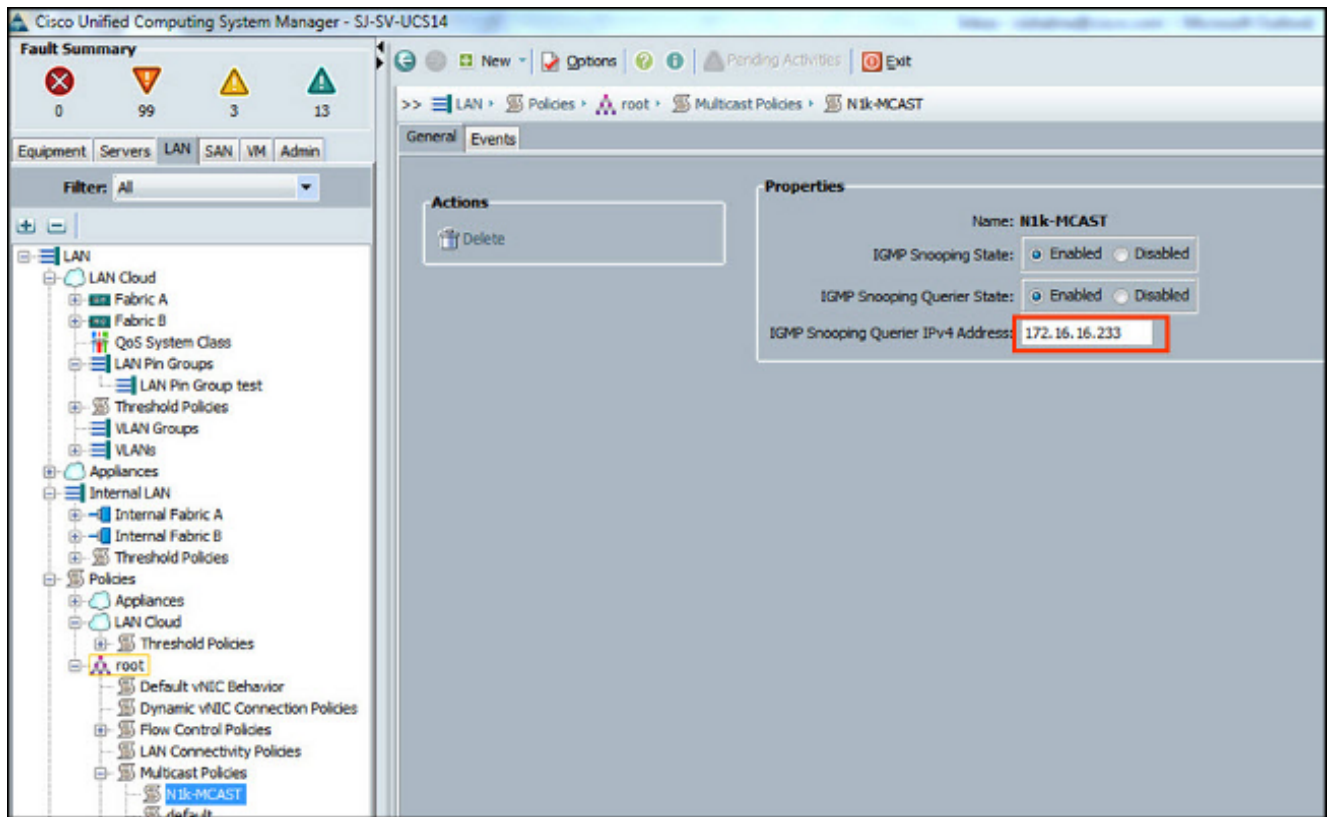 Cisco Unified Computing System Manager - SJ-SV-UCS14
Fault Summary
0 99 3 13
New Options Pending Activities Exit
>> LAN Policies root Multicast Policies N1k-MCAST
Equipment Servers LAN SAN VM Admin
Filter: All
General Events
Actions
Delete
Properties
Name: N1k-MCAST
IGMP Snooping State: Enabled Disabled
IGMP Snooping Querier State: Enabled Disabled
IGMP Snooping Querier IPv4 Address: 172.16.16.233
LAN
LAN Cloud
Fabric A
Fabric B
QoS System Class
LAN Pin Groups
LAN Pin Group test
Threshold Policies
VLAN Groups
VLANs
Appliances
Internal LAN
Internal Fabric A
Internal Fabric B
Threshold Policies
Policies
Appliances
LAN Cloud
Threshold Policies
root
Default vNIC Behavior
Dynamic vNIC Connection Policies
Flow Control Policies
LAN Connectivity Policies
Multicast Policies
N1k-MCAST
default